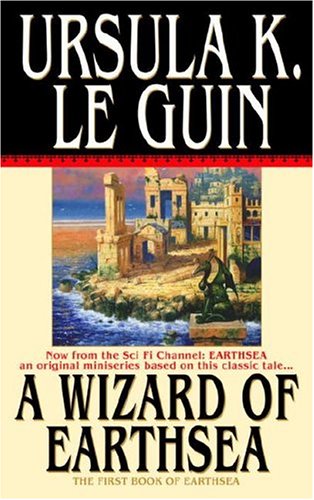 URSULA K.
LE GUIN
Now from the Sci Fi Channel: EARTHSEA
an original miniseries based on this classic tale...
A WIZARD OF
EARTHSEA
THE FIRST BOOK OF EARTHSEA